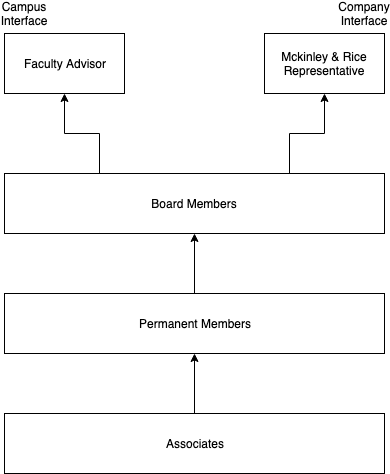 Campus
Interface
Company
Interface
Faculty Advisor
Mckinley & Rice
Representative
Board Members
Permanent Members
Associates